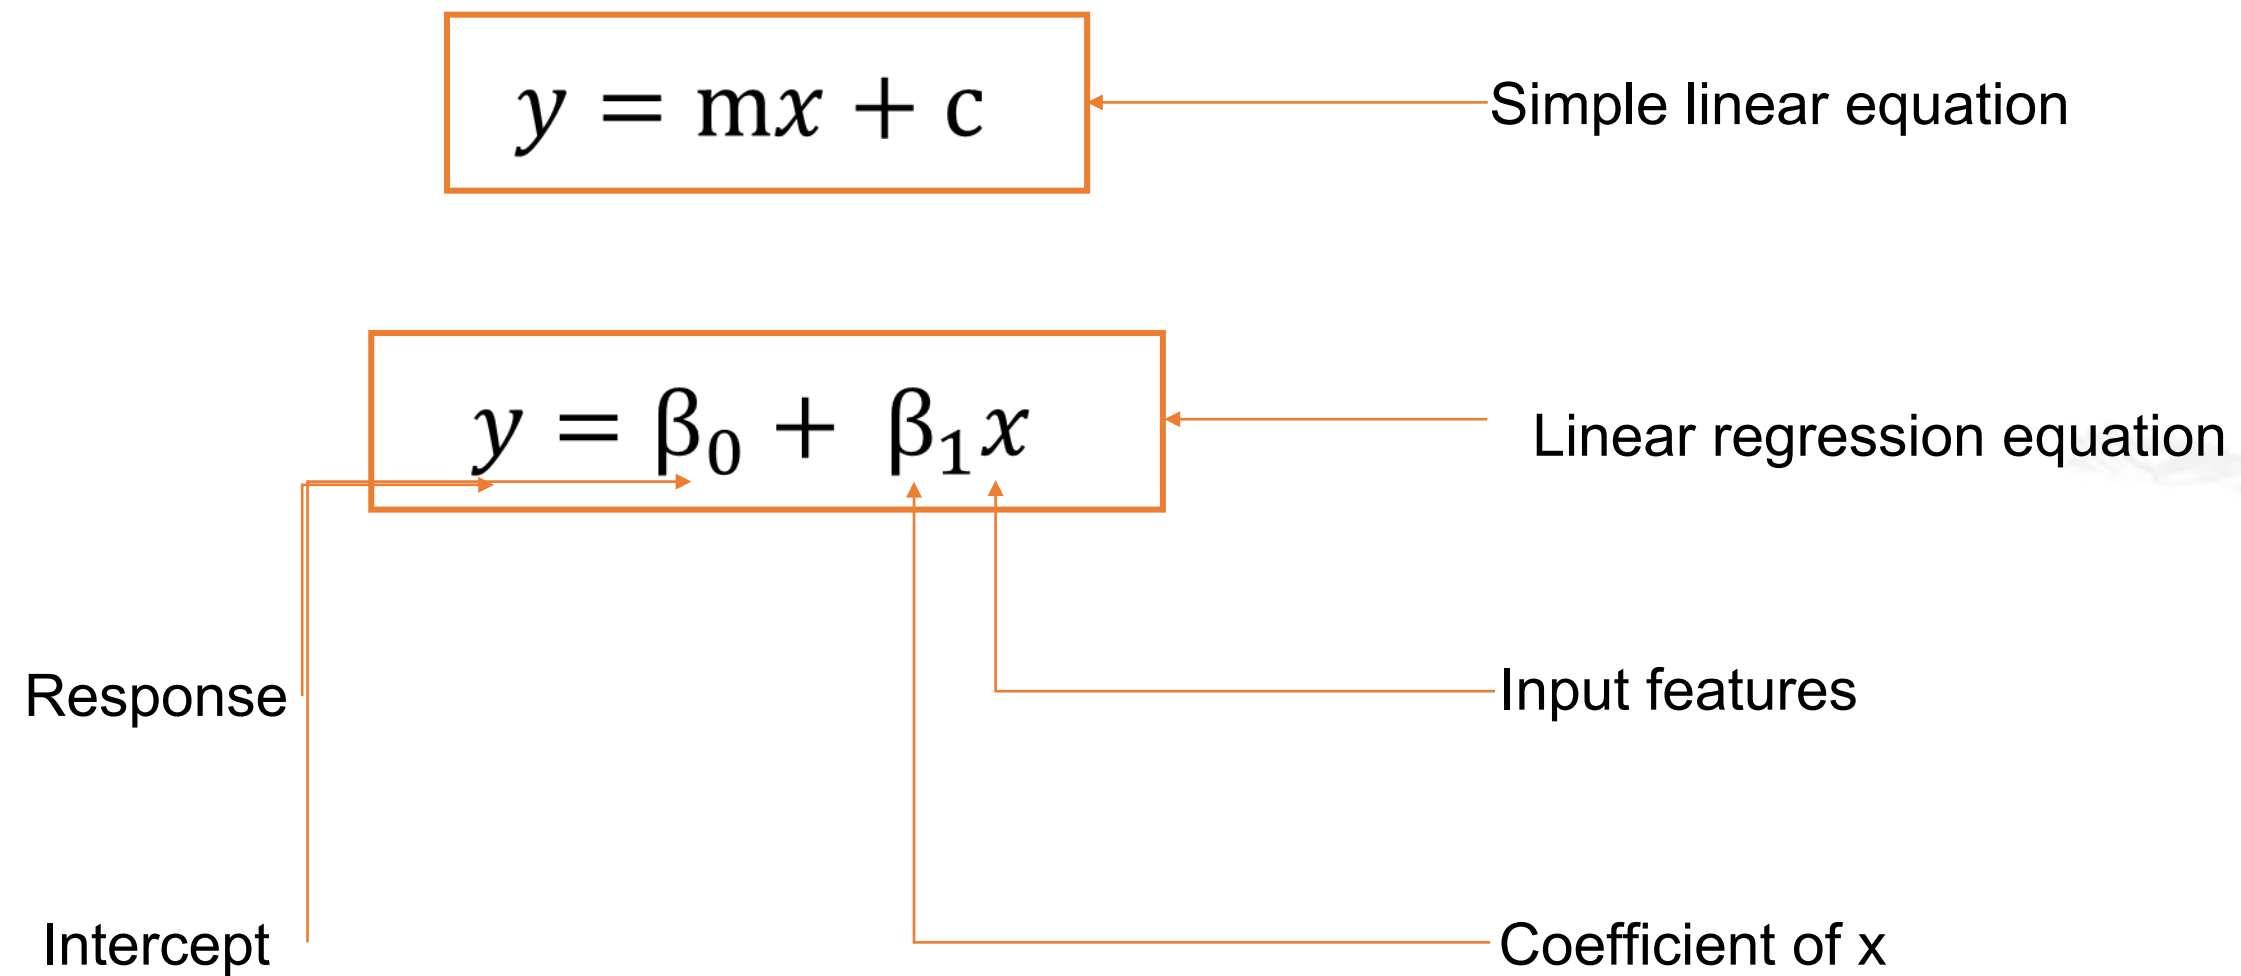 y = mx + c
Simple linear equation
y = β₀ + β₁x
Linear regression equation
Response
Input features
Intercept
Coefficient of x